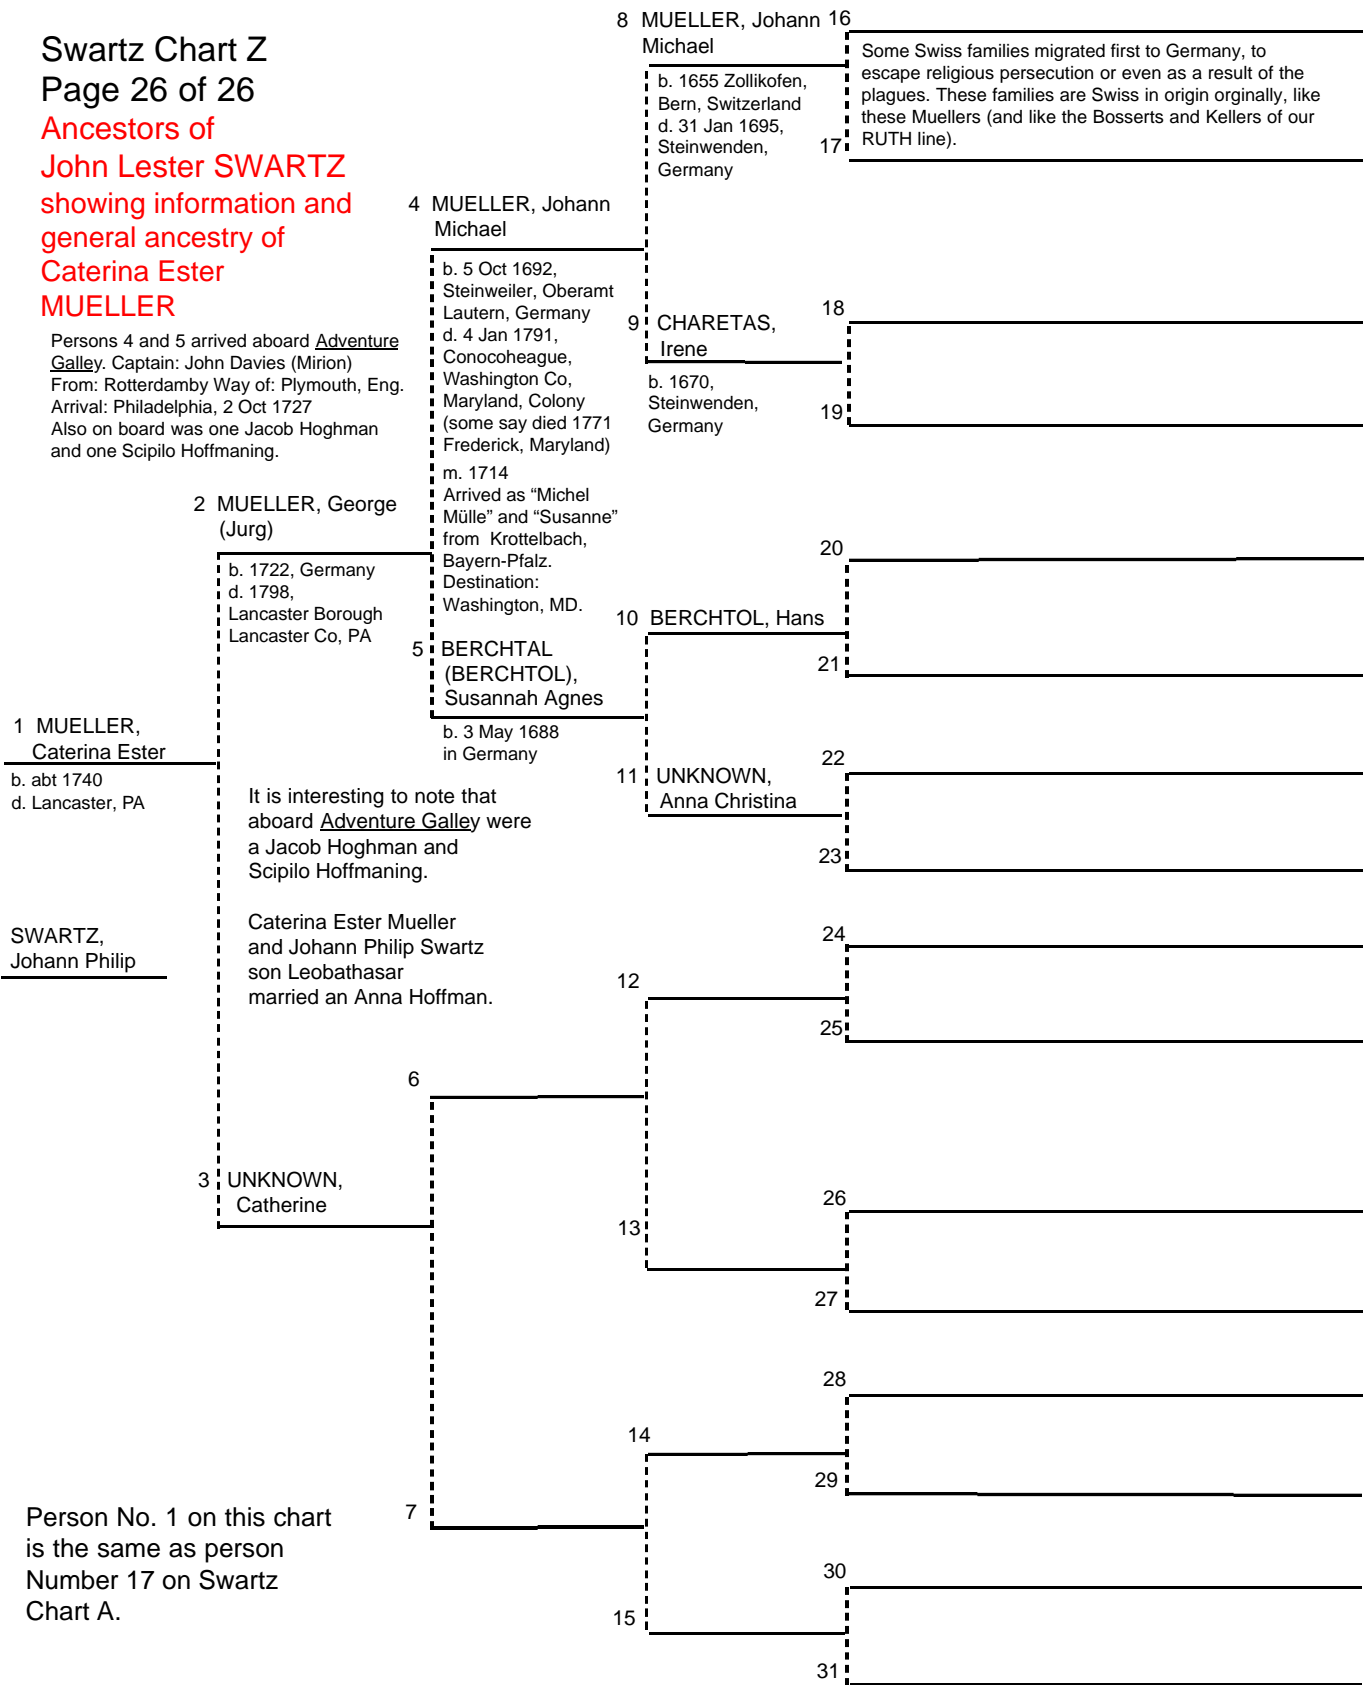 Swartz Chart Z
Page 26 of 26
Ancestors of
John Lester SWARTZ
showing information and
general ancestry of
Caterina Ester
MUELLER
Persons 4 and 5 arrived aboard Adventure
Galley. Captain: John Davies (Mirion)
From: Rotterdamby Way of: Plymouth, Eng.
Arrival: Philadelphia, 2 Oct 1727
Also on board was one Jacob Hoghman
and one Scipilo Hoffmaning.
1 MUELLER,
Caterina Ester
b. abt 1740
d. Lancaster, PA
SWARTZ,
Johann Philip
2 MUELLER, George
(Jurg)
b. 1722, Germany
d. 1798,
Lancaster Borough
Lancaster Co, PA
It is interesting to note that
aboard Adventure Galley were
a Jacob Hoghman and
Scipilo Hoffmaning.
Caterina Ester Mueller
and Johann Philip Swartz
son Leobathasar
married an Anna Hoffman.
3 UNKNOWN,
Catherine
4 MUELLER, Johann
Michael
b. 5 Oct 1692,
Steinweiler, Oberamt
Lautern, Germany
d. 4 Jan 1791,
Conocoheague,
Washington Co,
Maryland, Colony
(some say died 1771
Frederick, Maryland)
m. 1714
Arrived as “Michel
Mülle” and “Susanne”
from Krottelbach,
Bayern-Pfalz.
Destination:
Washington, MD.
5 BERCHTAL
(BERCHTOL),
Susannah Agnes
b. 3 May 1688
in Germany
6
7
8 MUELLER, Johann
Michael
b. 1655 Zollikofen,
Bern, Switzerland
d. 31 Jan 1695,
Steinwenden,
Germany
9 CHARETAS,
Irene
b. 1670,
Steinwenden,
Germany
10 BERCHTOL, Hans
11 UNKNOWN,
Anna Christina
12
13
14
15
16
Some Swiss families migrated first to Germany, to
escape religious persecution or even as a result of the
plagues. These families are Swiss in origin orginally, like
these Muellers (and like the Bosserts and Kellers of our
RUTH line).
17
18
19
20
21
22
23
24
25
26
27
28
29
30
31
Person No. 1 on this chart
is the same as person
Number 17 on Swartz
Chart A.